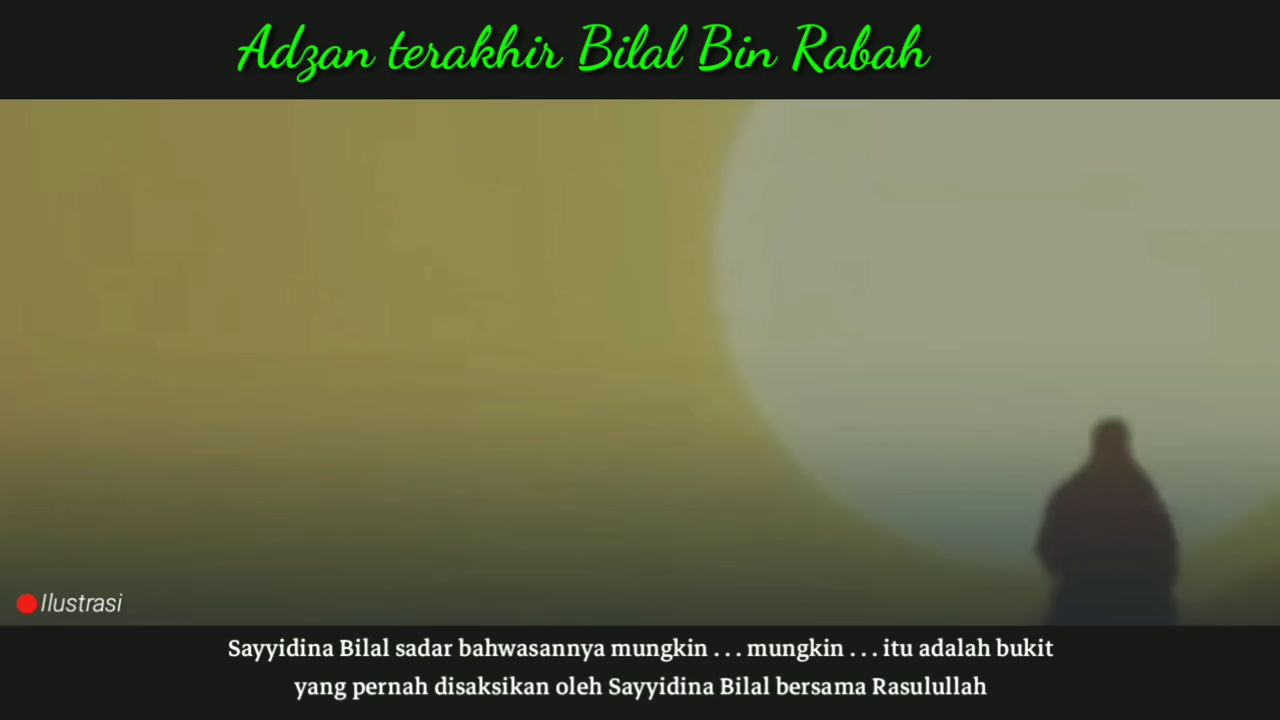 Adzan terakhir Bilal Bin Rabah
Ilustrasi
Sayyidina Bilal sadar bahwasannya mungkin . . . mungkin . . . itu adalah bukit
yang pernah disaksikan oleh Sayyidina Bilal bersama Rasulullah